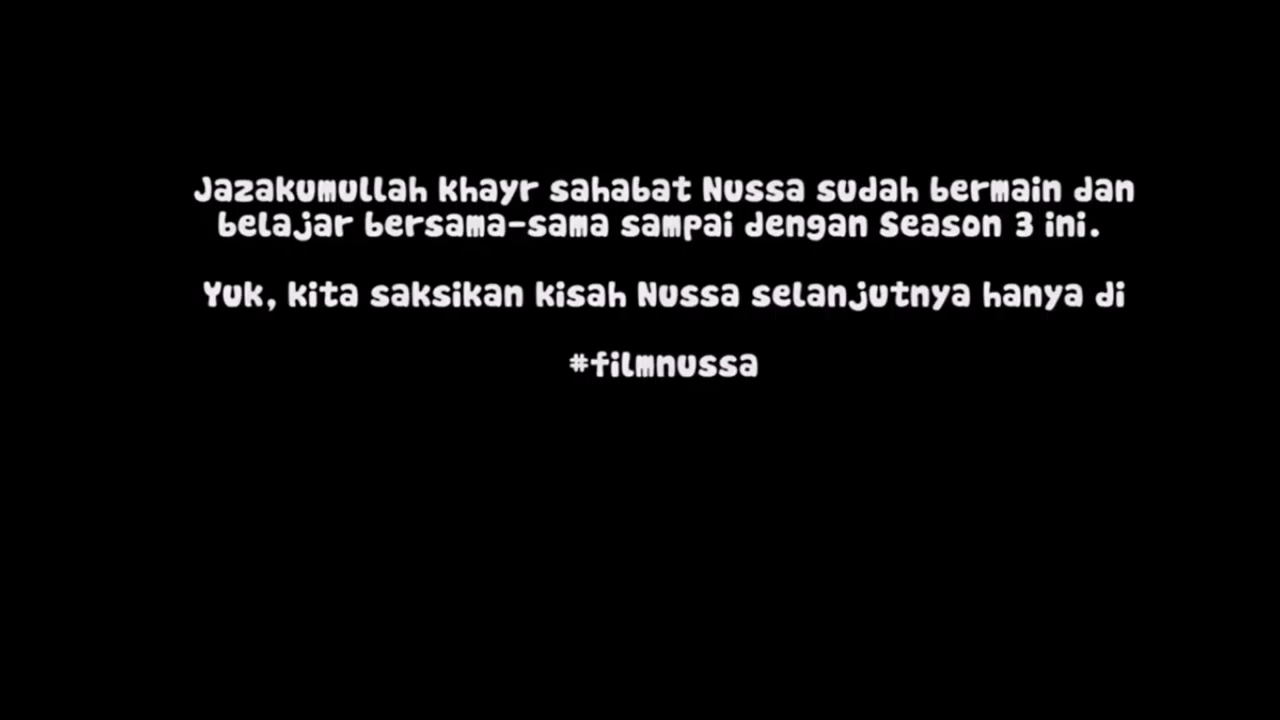 Jazakumullah khayr sahabat Nussa sudah bermain dan
belajar bersama-sama sampai dengan Season 3 ini.
Yuk, kita saksikan kisah Nussa selanjutnya hanya di
#filmnussa